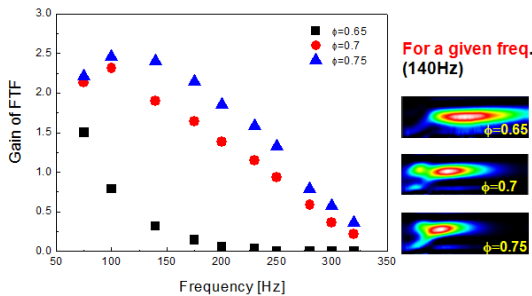 3.0
2.5
2.0
1.5
1.0
0.5
0.0
Gain of FTF
50 100 150 200 250 300 350
Frequency [Hz]
ϕ=0.65
ϕ=0.7
ϕ=0.75
For a given freq.
(140Hz)
ϕ=0.65
ϕ=0.7
ϕ=0.75